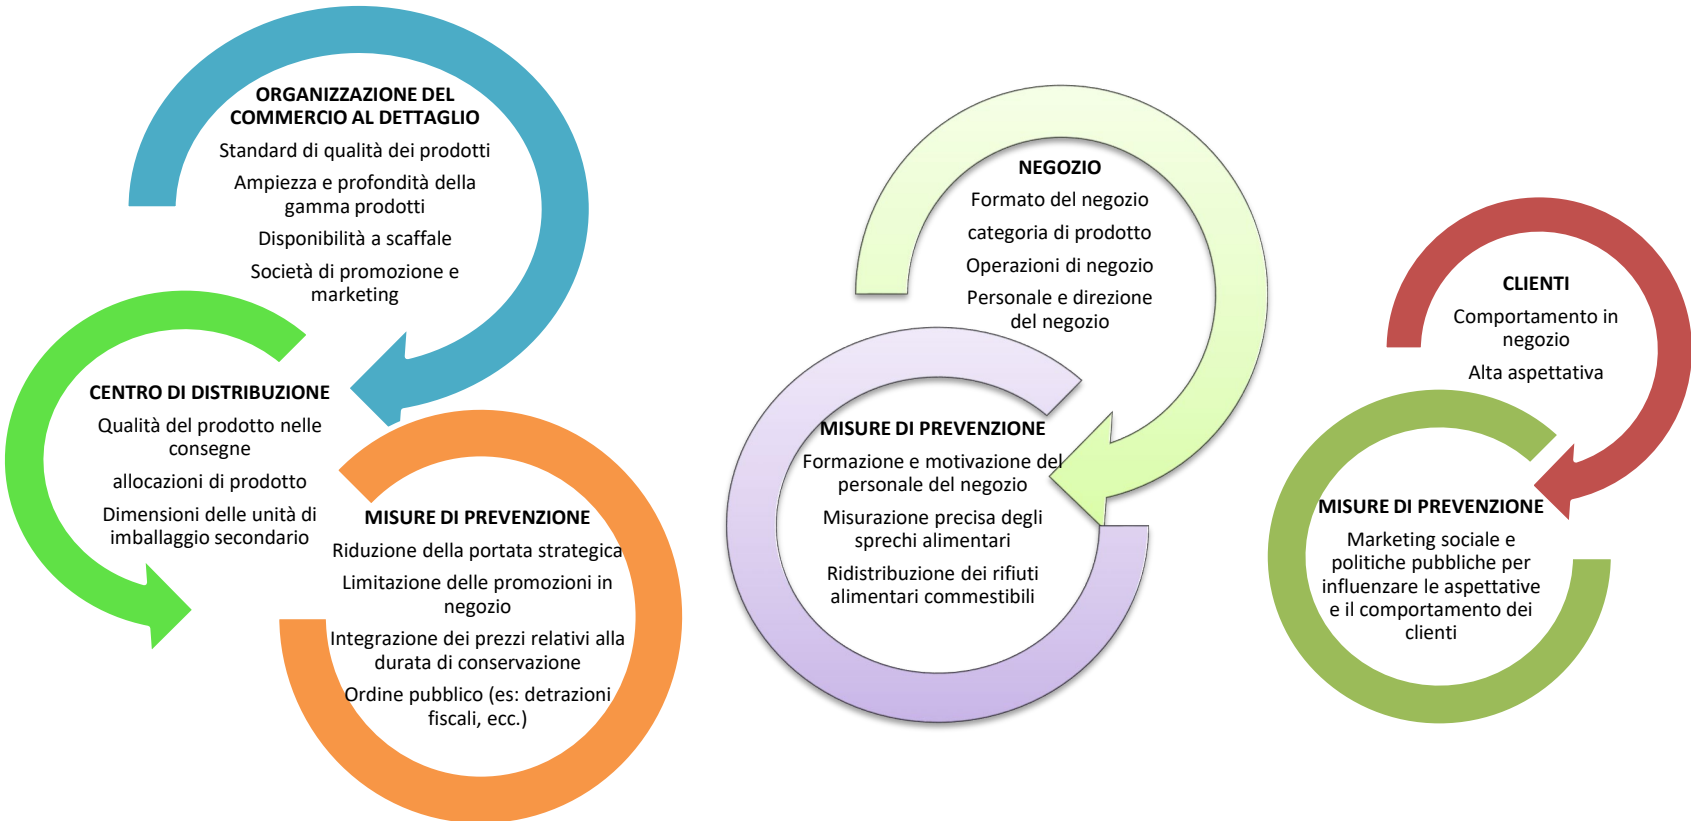 ORGANIZZAZIONE DEL
COMMERCIO AL DETTAGLIO
Standard di qualità dei prodotti
Ampiezza e profondità della
gamma prodotti
Disponibilità a scaffale
Società di promozione e
marketing
CENTRO DI DISTRIBUZIONE
Qualità del prodotto nelle
consegne
allocazioni di prodotto
Dimensioni delle unità di
imballaggio secondario
MISURE DI PREVENZIONE
Riduzione della portata strategica
Limitazione delle promozioni in
negozio
Integrazione dei prezzi relativi alla
durata di conservazione
Ordine pubblico (es: detrazioni
fiscali, ecc.)
NEGOZIO
Formato del negozio
categoria di prodotto
Operazioni di negozio
Personale e direzione
del negozio
MISURE DI PREVENZIONE
Formazione e motivazione del
personale del negozio
Misurazione precisa degli
sprechi alimentari
Ridistribuzione dei rifiuti
alimentari commestibili
CLIENTI
Comportamento in
negozio
Alta aspettativa
MISURE DI PREVENZIONE
Marketing sociale e
politiche pubbliche per
influenzare le aspettative
e il comportamento dei
clienti